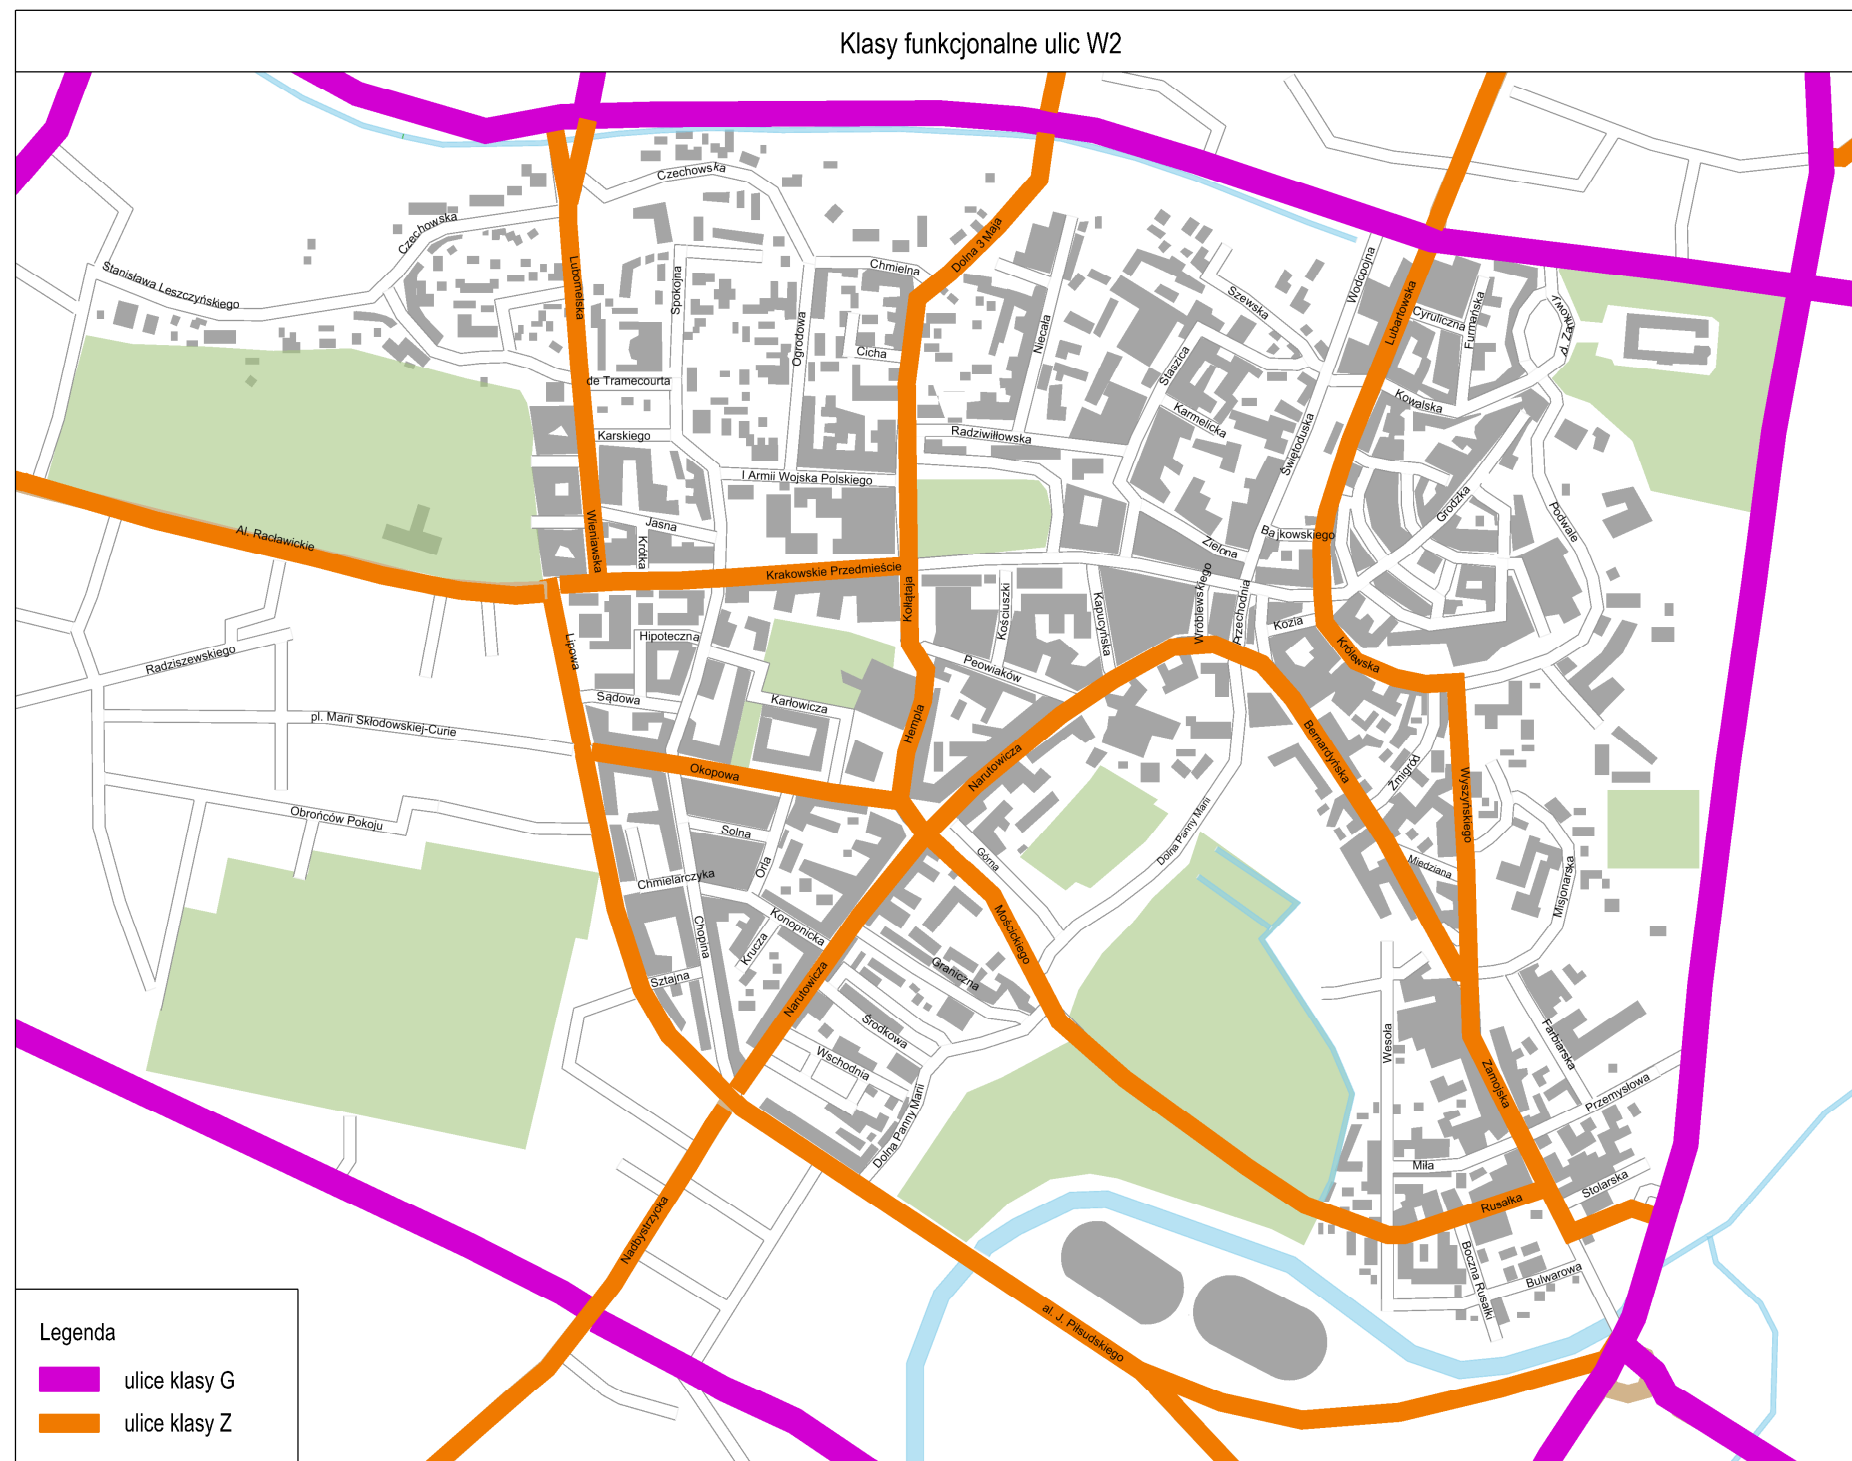 Klasy funkcjonalne ulic W2
Czechowska
Czechowska
Stanisława Leszczyńskiego
Lubomelska
Spokojna
Ogrodowa
Chmielna
Dolna 3 Maja
Cicha
Niecała
Szewska
Wodopojna
Lubartowska
Cyruliczna
Furmańska
pl. Zamkowy
Staszica
Karmelicka
Kowalska
Świętoduska
de Tramecourta
Karskiego
Radziwiłłowska
I Armii Wojska Polskiego
Grodzka
Podwale
Al. Racławickie
Wieniawska
Jasna
Krótka
Zielona
Bajkowskiego
Krakowskie Przedmieście
Kołłątaja
Kościuszki
Kapucyńska
Wróblewskiego
Przechodnia
Kozia
Królewska
Lipowa
Hipoteczna
Radziszewskiego
Peowiaków
Sądowa
Karłowicza
Hempla
pl. Marii Skłodowskiej-Curie
Narutowicza
Bernardyńska
Żmigród
Wyszyńskiego
Okopowa
Obrońców Pokoju
Solna
Orla
Górna
Dolna Panny Marii
Miedziana
Misjonarska
Chmielarczyka
Chopina
Konopnicka
Krucza
Mościckiego
Graniczna
Sztajna
Narutowicza
Środkowa
Wschodnia
Wesoła
Farbiarska
Zamojska
Przemysłowa
Dolna Panny Marii
Miła
Stolarska
Rusałka
Nadbystrzycka
Boczna Rusałki
Bulwarowa
al. J. Piłsudskiego
Legenda
ulice klasy G
ulice klasy Z